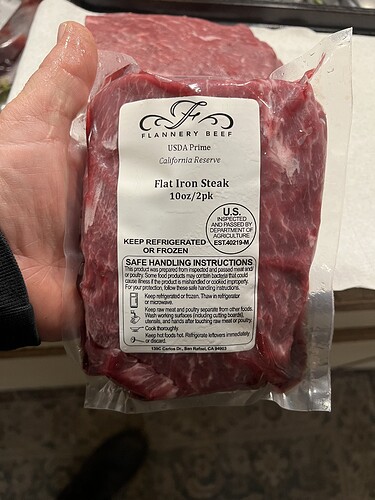 F
FLANNERY BEEF
USDA Prime
California Reserve
Flat Iron Steak
10oz/2pk
U.S.
INSPECTED
AND PASSED BY
DEPARTMENT OF
AGRICULTURE
EST.40219-M
KEEP REFRIGERATED
OR FROZEN
SAFE HANDLING INSTRUCTIONS
This product was prepared from inspected and passed meat and/
or poultry. Some food products may contain bacteria that could
cause illness if the product is mishandled or cooked improperly.
For your protection, follow these safe handling instructions.
Keep refrigerated or frozen. Thaw in refrigerator
or microwave.
Keep raw meat and poultry separate from other foods.
Wash working surfaces (including cutting boards),
utensils, and hands after touching raw meat or poultry.
Cook thoroughly.
Keep hot foods hot. Refrigerate leftovers immediately
or discard.
Carlos Dr., San Rafael, CA 94903